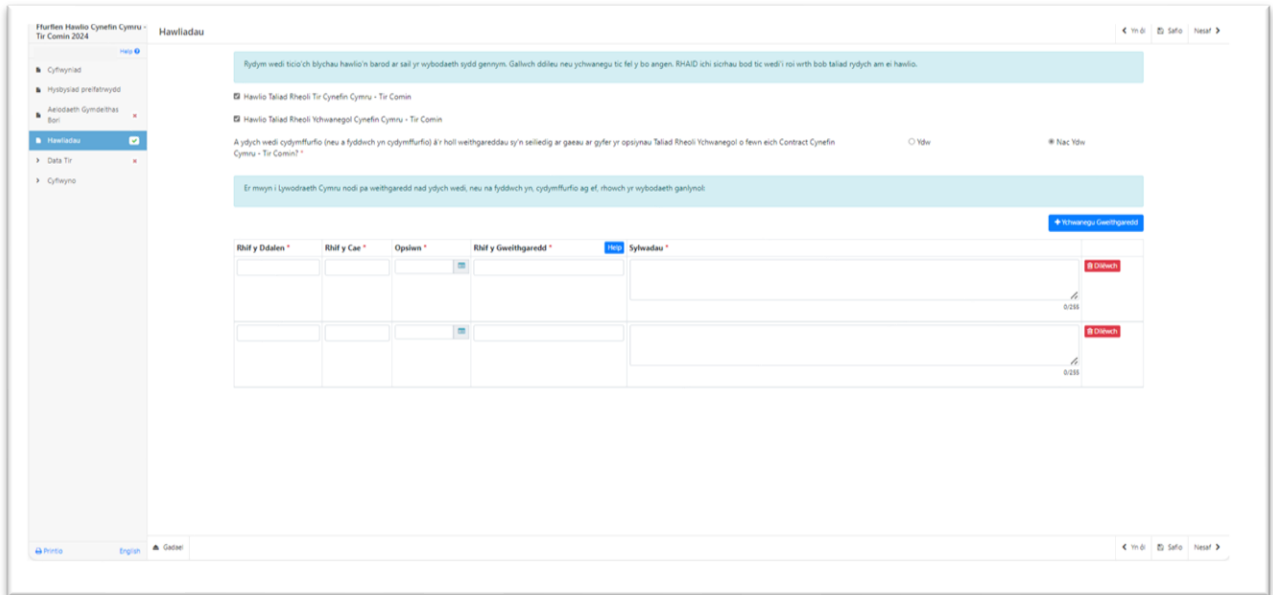 Ffurflen Hawlio Cynefin Cymru -
Tir Comin 2024
Help
Cyflwyniad
Hysbysiad preifatrwydd
Aelodaeth Gymdeithas
Bori
Hawliadau
Data Tir
Cyflwyno
Printio
English
Hawliadau
Yn ôl
Safio
Nesaf
Rydym wedi ticio'ch blychau hawlio'n barod ar sail yr wybodaeth sydd gennym. Gallwch ddileu neu ychwanegu tic fel y bo angen. RHAID ichi sicrhau bod tic wedi'i roi wrth bob taliad rydych am ei hawlio.
Hawlio Taliad Rheoli Tir Cynefin Cymru - Tir Comin
Hawlio Taliad Rheoli Ychwanegol Cynefin Cymru - Tir Comin
A ydych wedi cydymffurfio (neu a fyddwch yn cydymffurfio) â'r holl weithgareddau sy'n seiliedig ar gaeau ar gyfer yr opsiynau Taliad Rheoli Ychwanegol o fewn eich Contract Cynefin
Cymru - Tir Comin? *
Ydw
Nac Ydw
Er mwyn i Lywodraeth Cymru nodi pa weithgaredd nad ydych wedi, neu na fyddwch yn, cydymffurfio ag ef, rhowch yr wybodaeth ganlynol:
+ Ychwanegu Gweithgaredd
Rhif y Ddalen * Rhif y Cae * Opsiwn * Rhif y Gweithgaredd * Help Sylwadau *
Dilëwch
0/255
Dilëwch
0/255
Gadael
Yn ôl
Safio
Nesaf